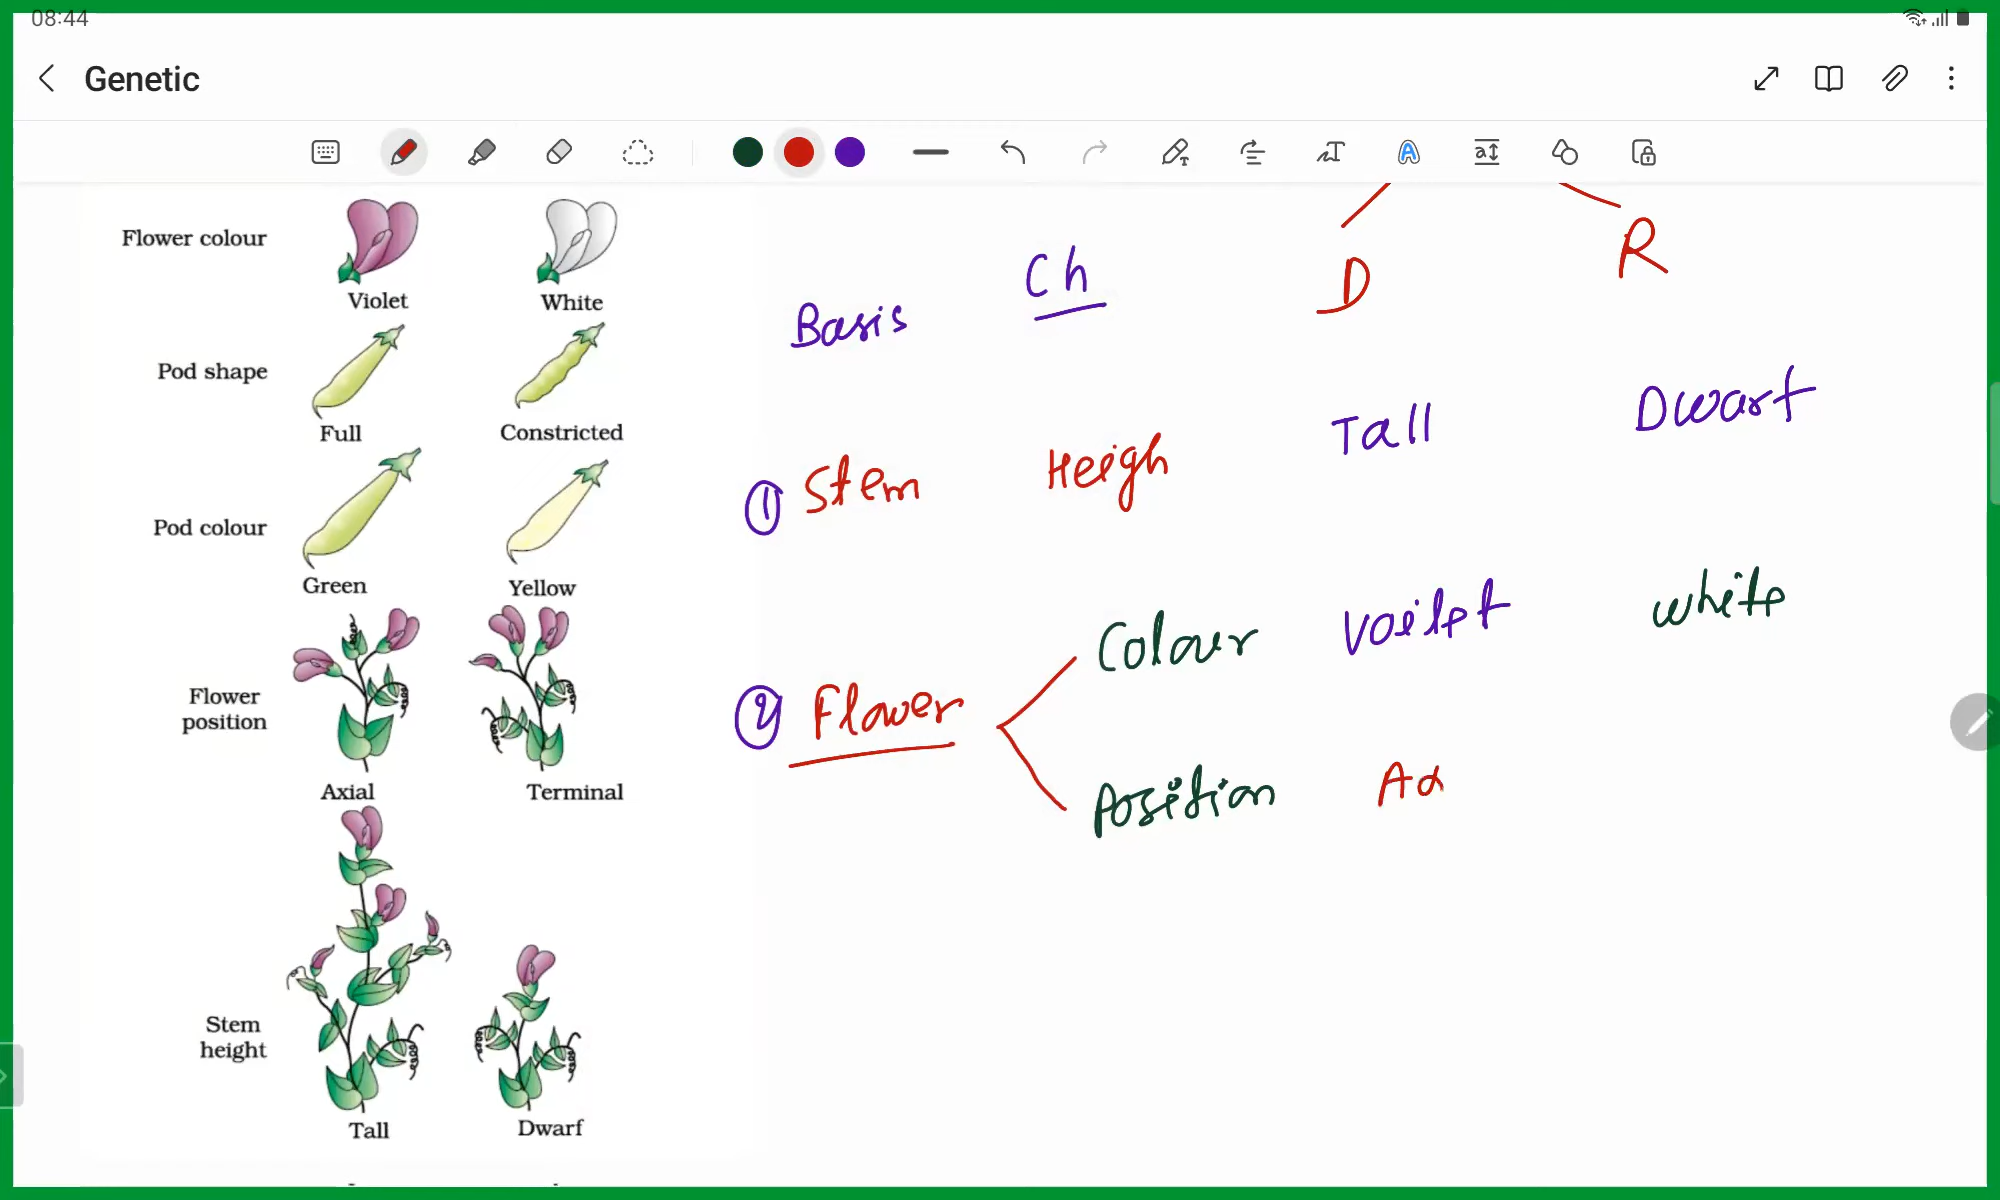 08:44
Genetic
Flower colour
Violet White
Pod shape
Full Constricted
Pod colour
Green Yellow
Flower
position
Axial Terminal
Stem
height
Tall Dwarf
Basis Ch D R
① Stem Heigh Tall Dwarf
② Flower
Colour Voilet white
Position Ax